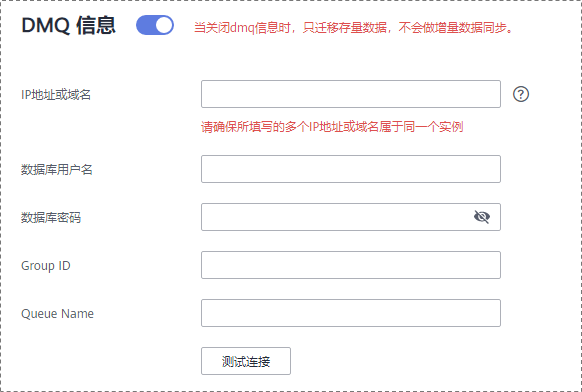 DMQ 信息 当关闭dmq信息时，只迁移存量数据，不会做增量数据同步。
IP地址或域名
请确保所填写的多个IP地址或域名属于同一个实例
数据库用户名
数据库密码
Group ID
Queue Name
测试连接